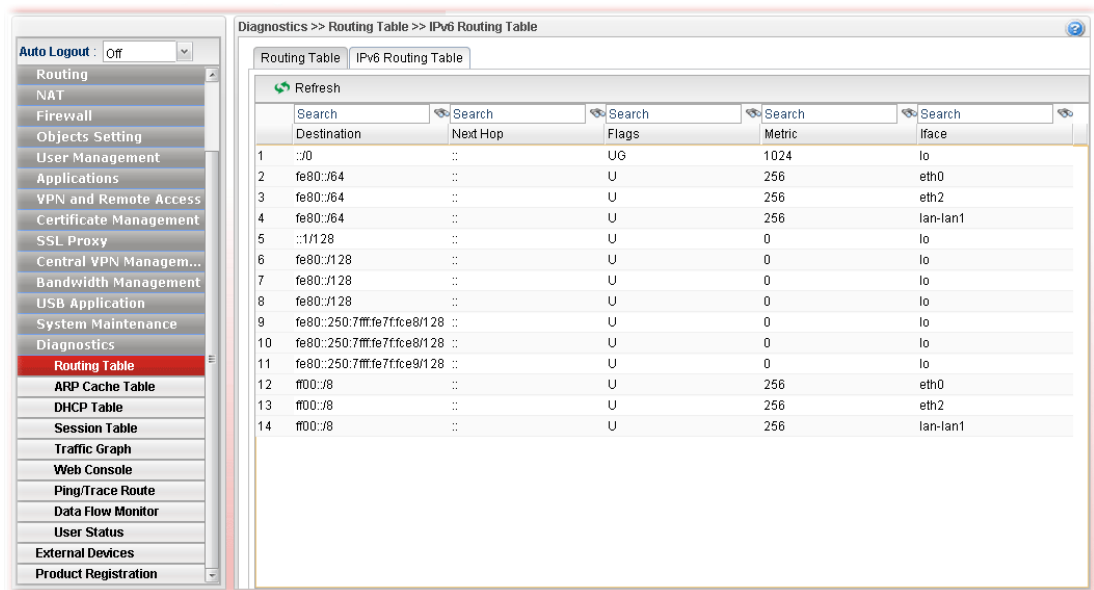 Diagnostics >> Routing Table >> IPv6 Routing Table
Auto Logout : Off
Routing
NAT
Firewall
Objects Setting
User Management
Applications
VPN and Remote Access
Certificate Management
SSL Proxy
Central VPN Managem...
Bandwidth Management
USB Application
System Maintenance
Diagnostics
Routing Table
ARP Cache Table
DHCP Table
Session Table
Traffic Graph
Web Console
Ping/Trace Route
Data Flow Monitor
User Status
External Devices
Product Registration
Routing Table IPv6 Routing Table
Refresh
Search Search Search Search Search
Destination Next Hop Flags Metric Iface
1 ::/0 :: UG 1024 lo
2 fe80::/64 :: U 256 eth0
3 fe80::/64 :: U 256 eth2
4 fe80::/64 :: U 256 lan-lan1
5 ::1/128 :: U 0 lo
6 fe80::/128 :: U 0 lo
7 fe80::/128 :: U 0 lo
8 fe80::/128 :: U 0 lo
9 fe80::250:7fff:fe7f:fce8/128 :: U 0 lo
10 fe80::250:7fff:fe7f:fce8/128 :: U 0 lo
11 fe80::250:7fff:fe7f:fce9/128 :: U 0 lo
12 ff00::/8 :: U 256 eth0
13 ff00::/8 :: U 256 eth2
14 ff00::/8 :: U 256 lan-lan1